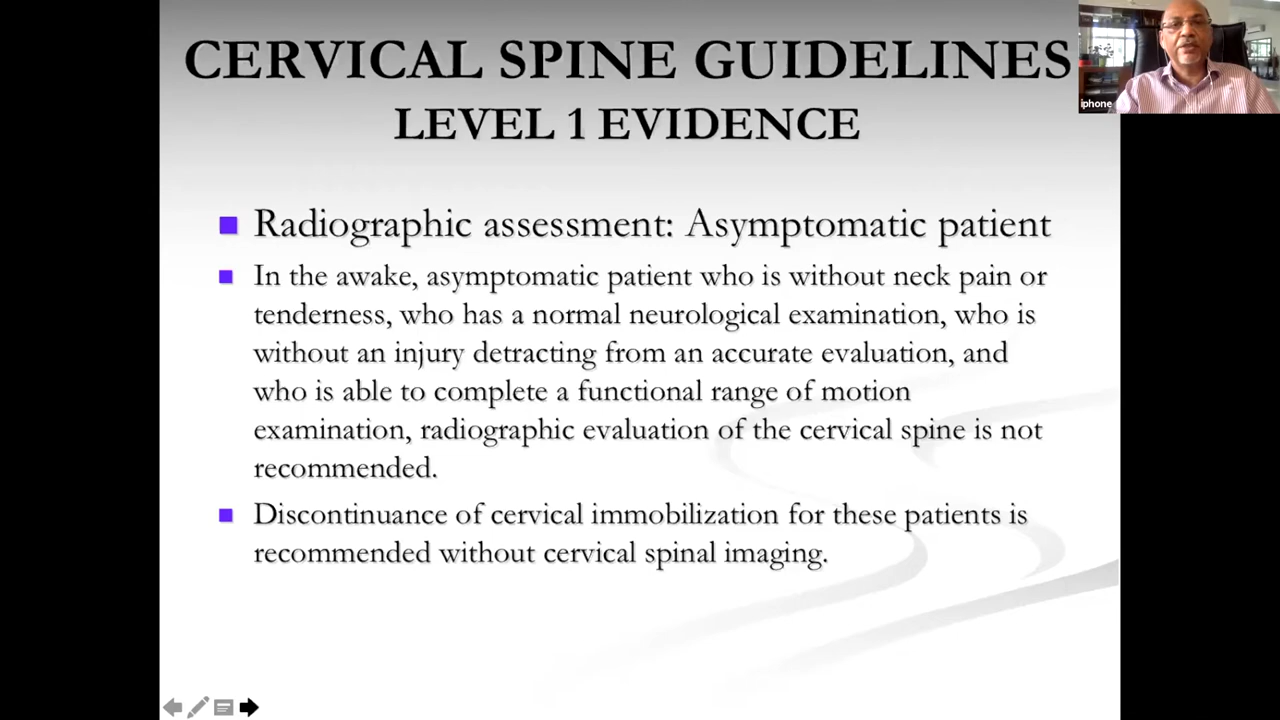 CERVICAL SPINE GUIDELINES
LEVEL 1 EVIDENCE
iphone
Radiographic assessment: Asymptomatic patient
In the awake, asymptomatic patient who is without neck pain or
tenderness, who has a normal neurological examination, who is
without an injury detracting from an accurate evaluation, and
who is able to complete a functional range of motion
examination, radiographic evaluation of the cervical spine is not
recommended.
Discontinuance of cervical immobilization for these patients is
recommended without cervical spinal imaging.